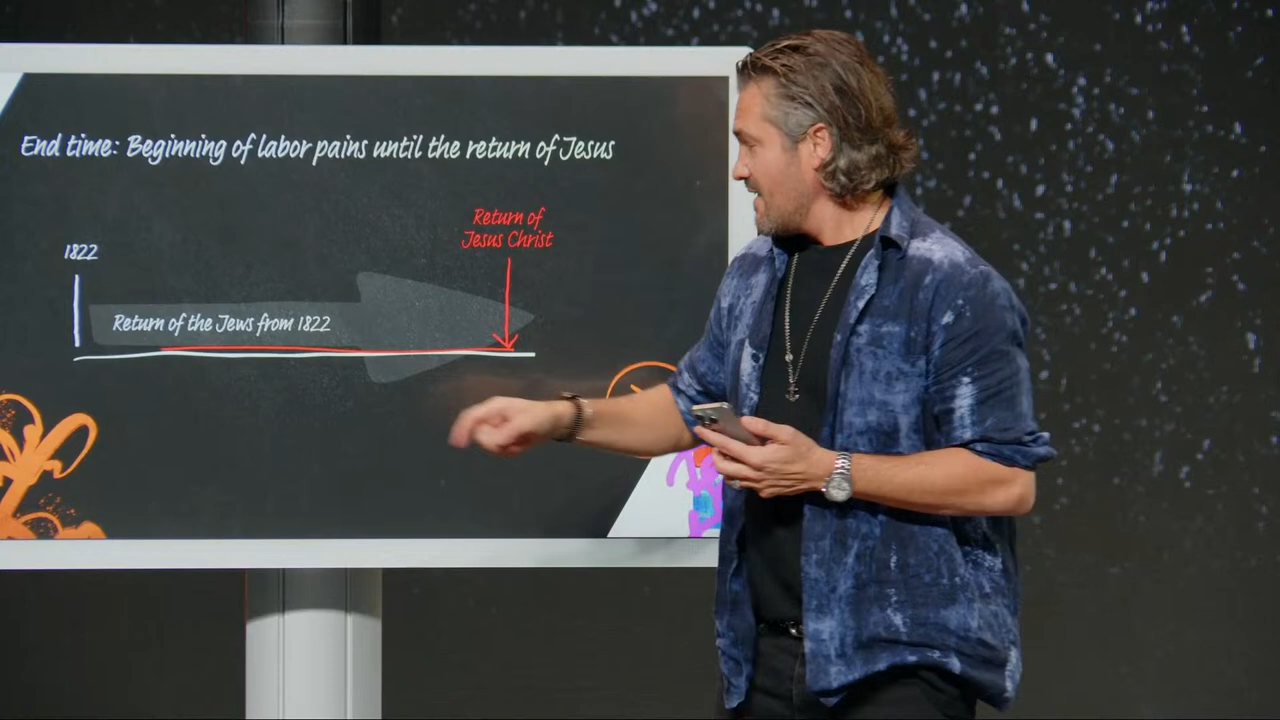 End time: Beginning of labor pains until the return of Jesus
Return of
Jesus Christ
1822
Return of the Jews from 1822